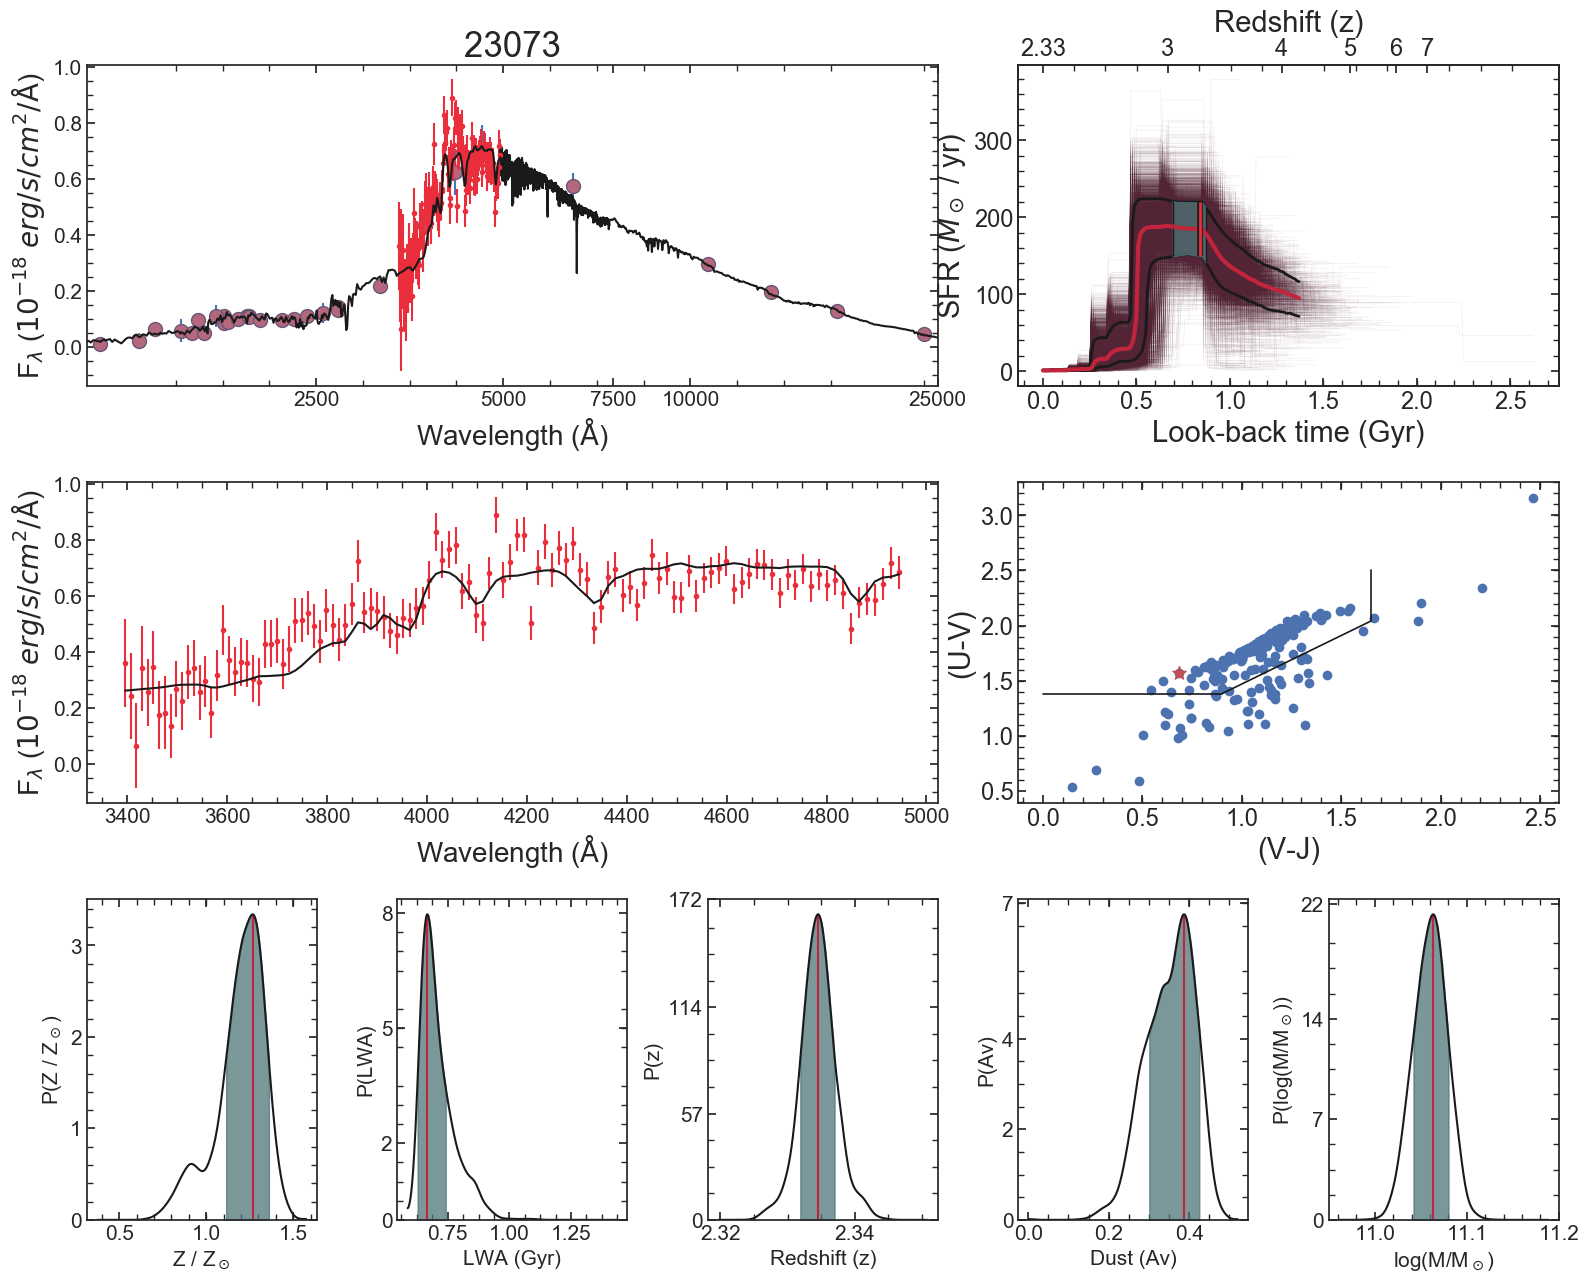 23073
1.0
0.8
0.6
0.4
0.2
0.0
F_λ (10^−18 erg/s/cm^2/Å)
2500 5000 7500 10000 25000
Wavelength (Å)
Redshift (z)
2.33 3 4 5 6 7
300
200
100
0
SFR (M_⊙ / yr)
0.0 0.5 1.0 1.5 2.0 2.5
Look-back time (Gyr)
1.0
0.8
0.6
0.4
0.2
0.0
F_λ (10^−18 erg/s/cm^2/Å)
3400 3600 3800 4000 4200 4400 4600 4800 5000
Wavelength (Å)
3.0
2.5
2.0
1.5
1.0
0.5
(U-V)
0.0 0.5 1.0 1.5 2.0 2.5
(V-J)
3
2
1
0
P(Z / Z_⊙)
0.5 1.0 1.5
Z / Z_⊙
8
5
2
0
P(LWA)
0.75 1.00 1.25
LWA (Gyr)
172
114
57
0
P(z)
2.32 2.34
Redshift (z)
7
4
2
0
P(Av)
0.0 0.2 0.4
Dust (Av)
22
14
7
0
P(log(M/M_⊙))
11.0 11.1 11.2
log(M/M_⊙)